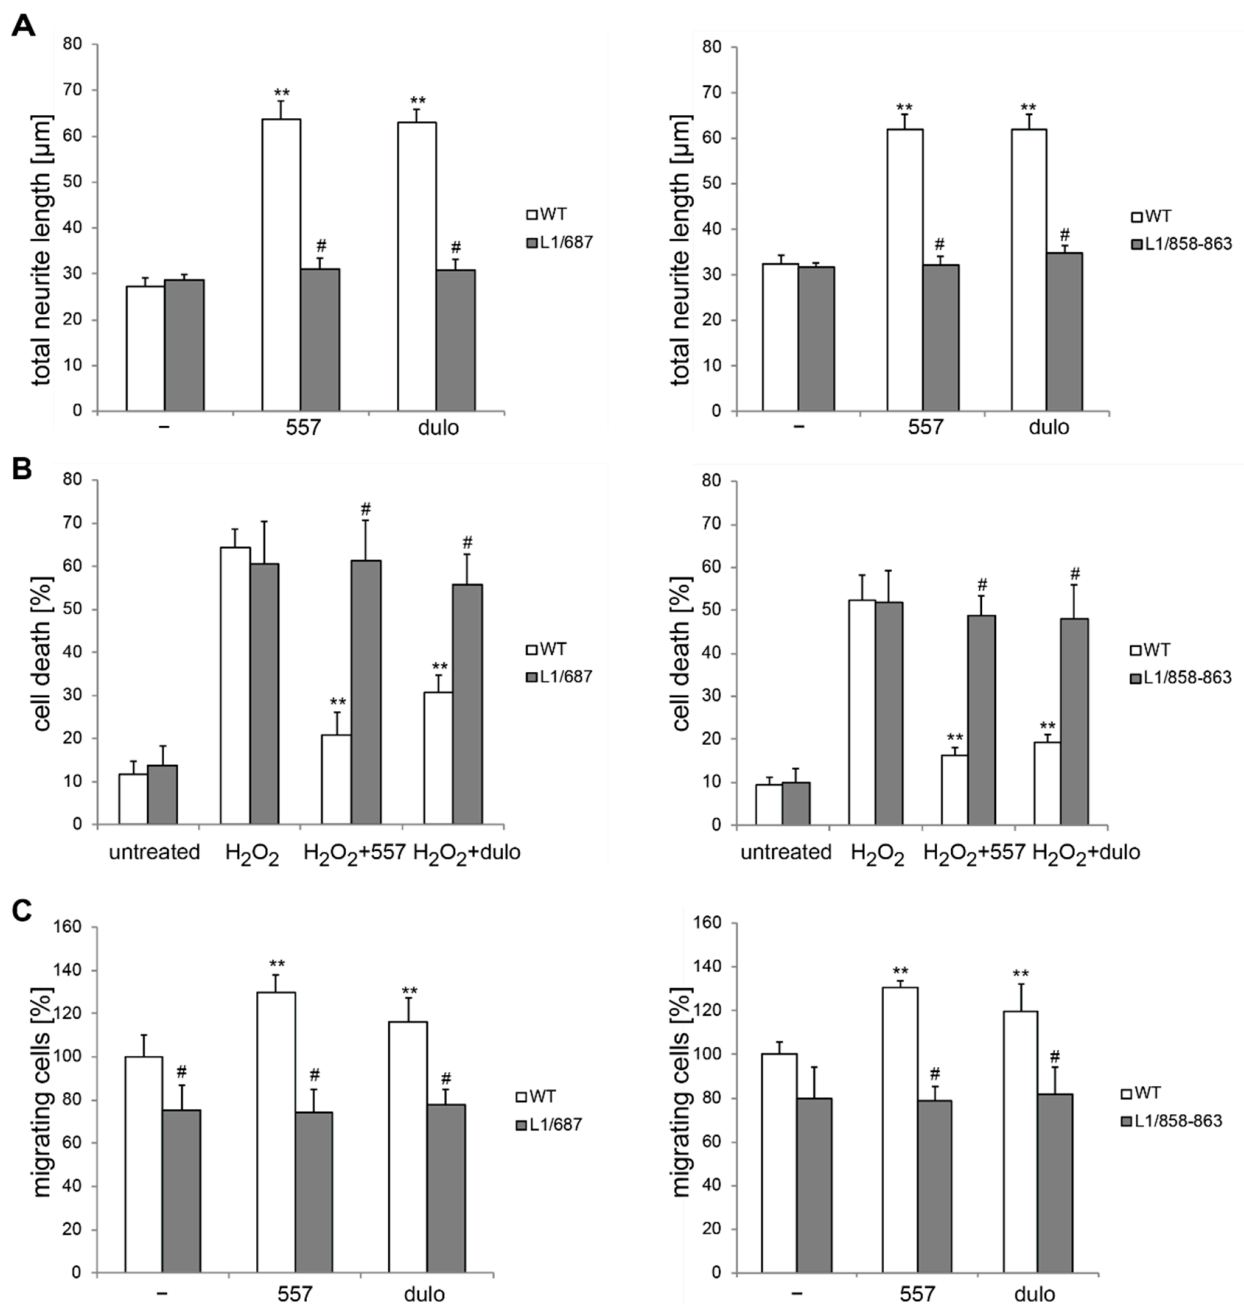 A
total neurite length [µm]
80
70
60
50
40
30
20
10
0
**
**
#
#
–
557
dulo
WT
L1/687
total neurite length [µm]
80
70
60
50
40
30
20
10
0
**
**
#
#
–
557
dulo
WT
L1/858-863
B
cell death [%]
80
70
60
50
40
30
20
10
0
#
#
**
**
untreated
H₂O₂
H₂O₂+557
H₂O₂+dulo
WT
L1/687
cell death [%]
80
70
60
50
40
30
20
10
0
#
#
**
**
untreated
H₂O₂
H₂O₂+557
H₂O₂+dulo
WT
L1/858-863
C
migrating cells [%]
160
140
120
100
80
60
40
20
0
**
**
#
#
#
–
557
dulo
WT
L1/687
migrating cells [%]
160
140
120
100
80
60
40
20
0
**
**
#
#
–
557
dulo
WT
L1/858-863